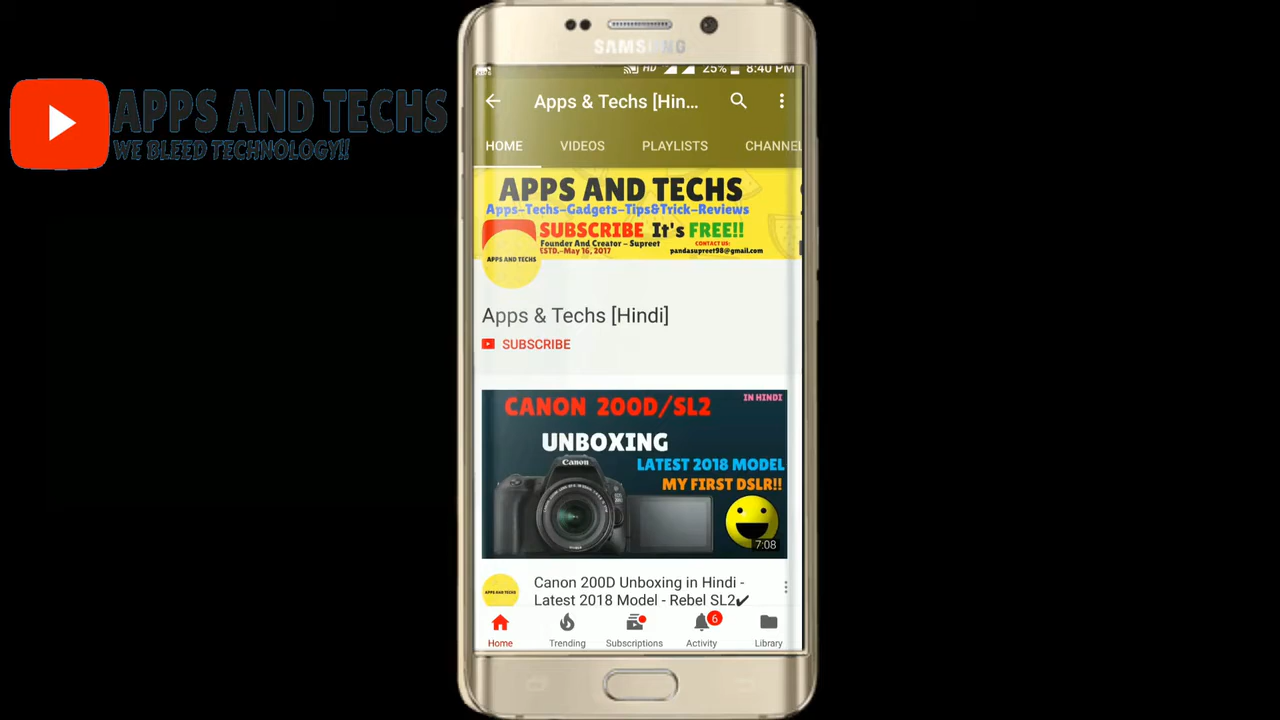 APPS AND TECHS
WE BLEED TECHNOLOGY!!
SAMSUNG
HD 25% 8:40 PM
Apps & Techs [Hin...
HOME VIDEOS PLAYLISTS CHANNEL
APPS AND TECHS
Apps-Techs-Gadgets-Tips&Trick-Reviews
SUBSCRIBE It's FREE!!
Founder And Creator - Supreet
CONTACT US:
ESTD.-May 16, 2017
pandasupreet98@gmail.com
APPS AND TECHS
Apps & Techs [Hindi]
SUBSCRIBE
CANON 200D/SL2
IN HINDI
UNBOXING
LATEST 2018 MODEL
MY FIRST DSLR!!
Canon
7:08
APPS AND TECHS
Canon 200D Unboxing in Hindi -
Latest 2018 Model - Rebel SL2✔
6
Home Trending Subscriptions Activity Library